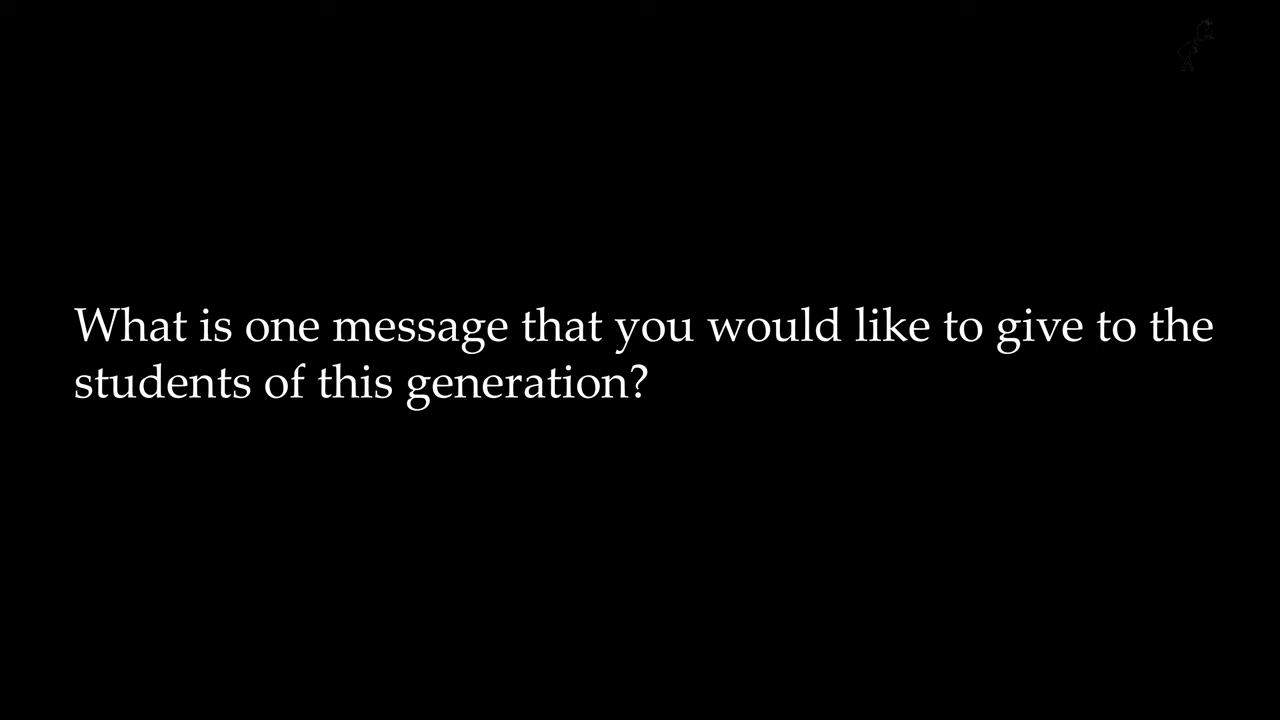 What is one message that you would like to give to the
students of this generation?